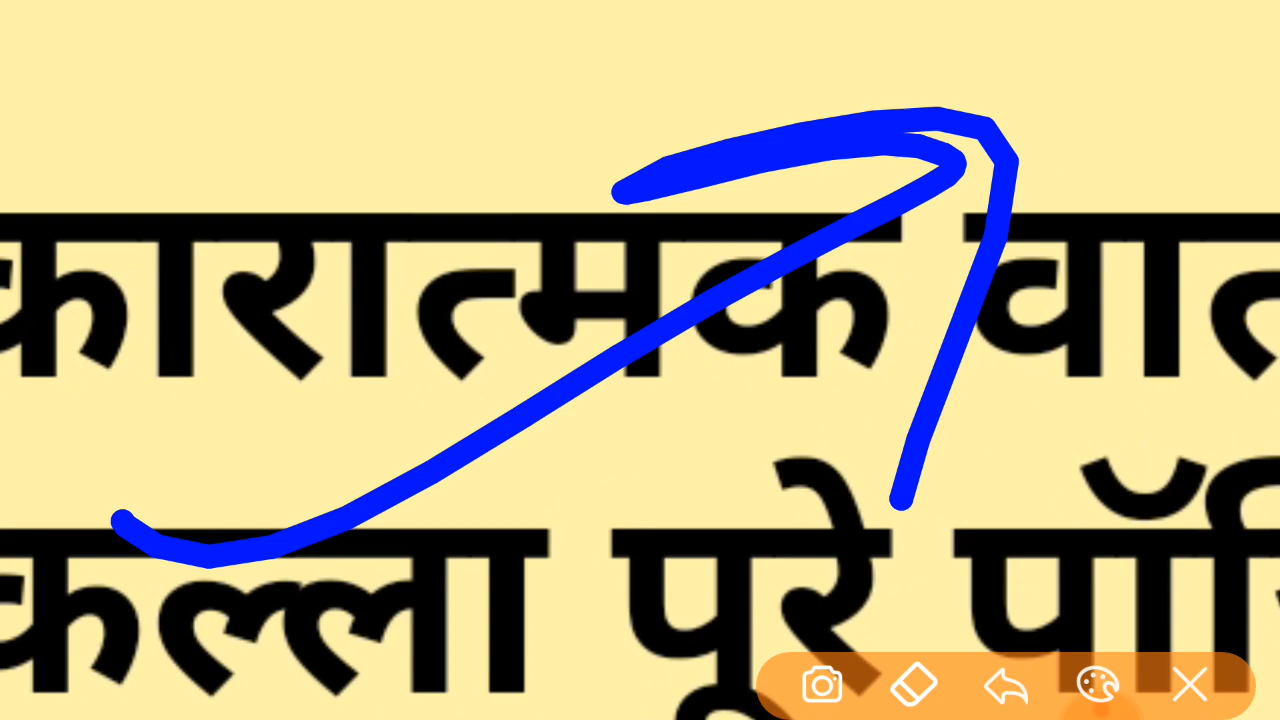 कारात्मक वात
कल्ला पूरे पॉ